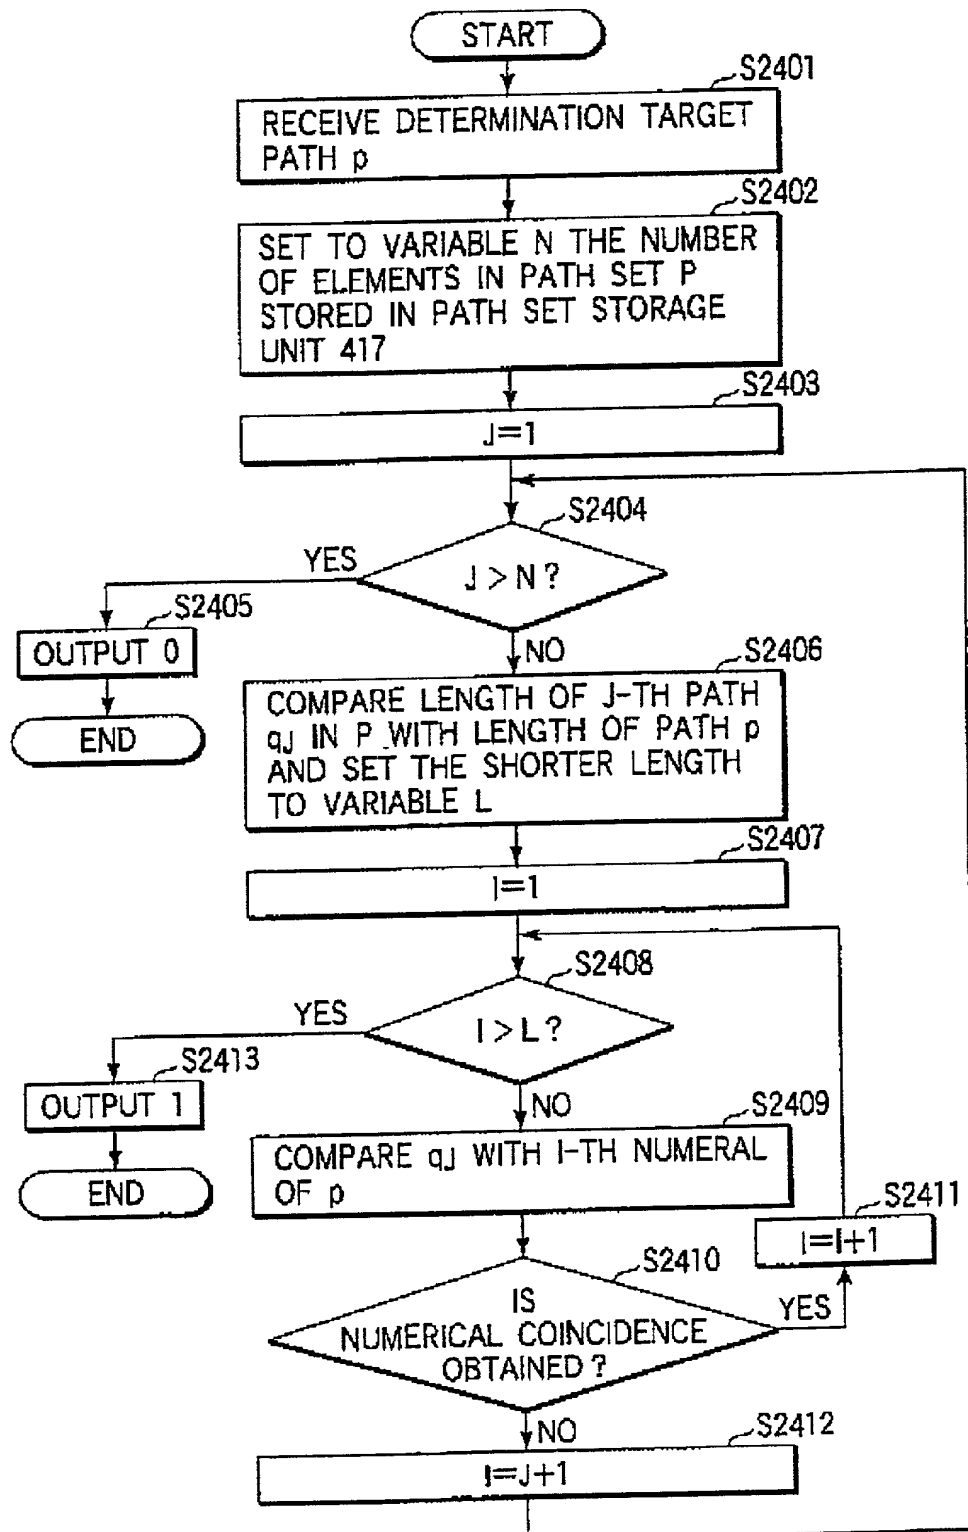 START
S2401
RECEIVE DETERMINATION TARGET
PATH p
S2402
SET TO VARIABLE N THE NUMBER
OF ELEMENTS IN PATH SET P
STORED IN PATH SET STORAGE
UNIT 417
S2403
J=1
S2404
YES
J > N ?
S2405
OUTPUT 0
NO
S2406
COMPARE LENGTH OF J-TH PATH
qJ IN P WITH LENGTH OF PATH p
AND SET THE SHORTER LENGTH
TO VARIABLE L
END
S2407
I=1
S2408
YES
I > L ?
S2413
OUTPUT 1
NO
S2409
COMPARE qJ WITH I-TH NUMERAL
OF p
END
S2411
I=I+1
S2410
IS
NUMERICAL COINCIDENCE
OBTAINED ?
YES
NO
S2412
I=J+1